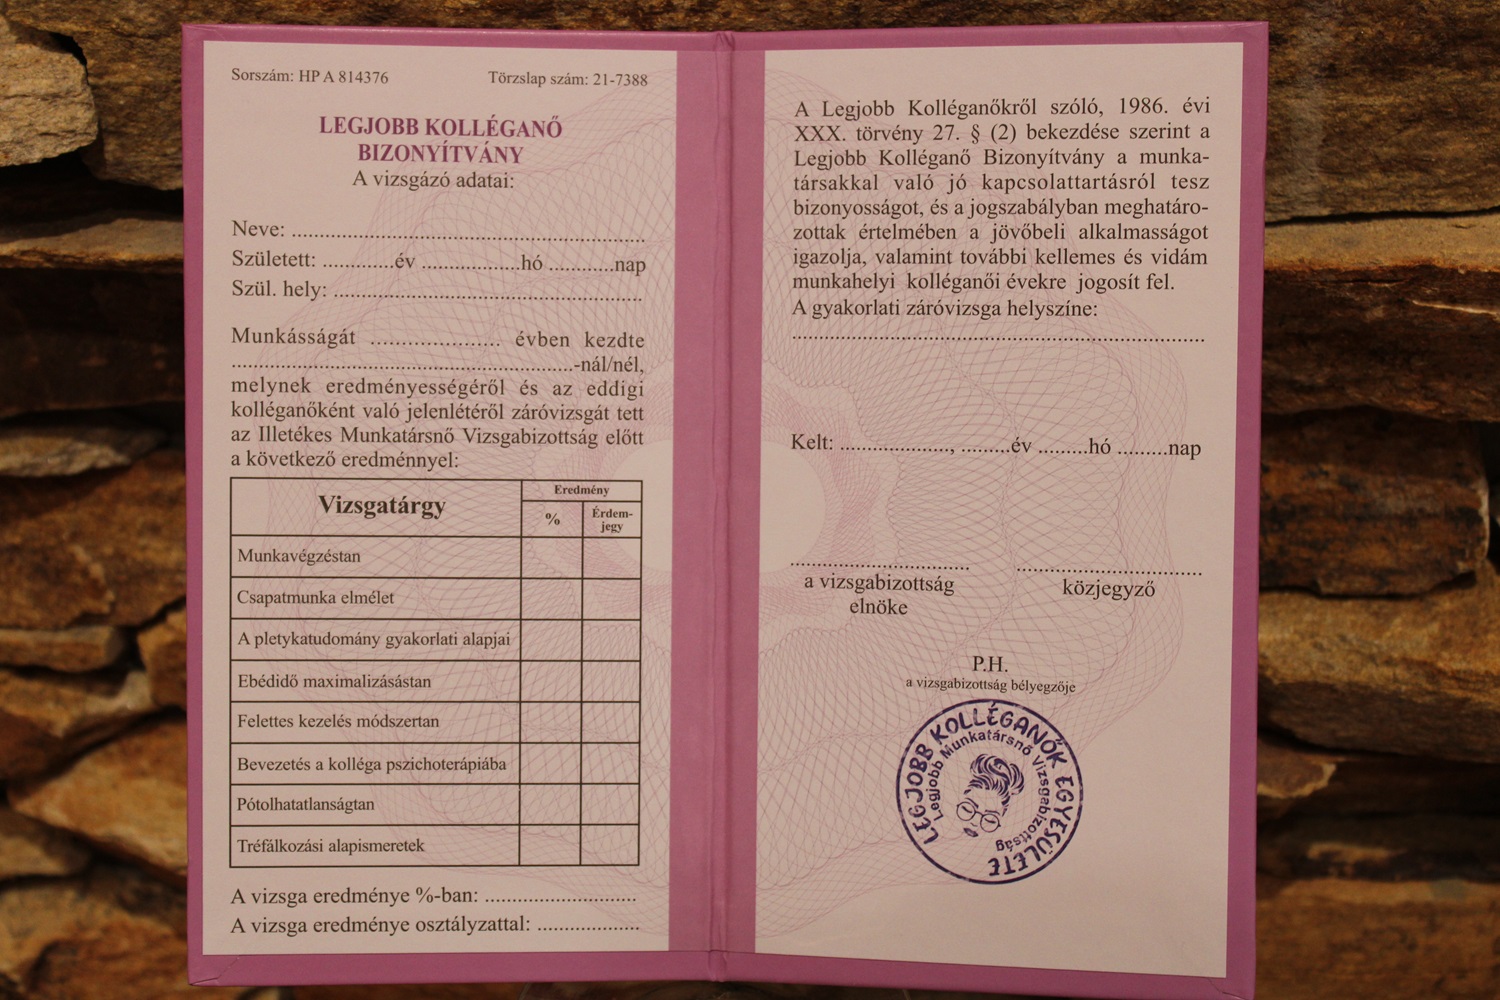 Sorszám: HP A 814376 Törzslap szám: 21-7388
LEGJOBB KOLLÉGANŐ
BIZONYÍTVÁNY
A vizsgázó adatai:
Neve: ........................................................
Született: ............év .................hó ...........nap
Szül. hely: ....................................................
Munkásságát ..................... évben kezdte
.........................................................-nál/nél,
melynek eredményességéről és az eddigi
kolléganőként való jelenlétéről záróvizsgát tett
az Illetékes Munkatársnő Vizsgabizottság előtt
a következő eredménnyel:
Vizsgatárgy
Eredmény
%
Érdem-
jegy
Munkavégzéstan
Csapatmunka elmélet
A pletykatudomány gyakorlati alapjai
Ebédidő maximalizásástan
Felettes kezelés módszertan
Bevezetés a kolléga pszichoterápiába
Pótolhatatlanságtan
Tréfálkozási alapismeretek
A vizsga eredménye %-ban: ..........................
A vizsga eredménye osztályzattal: .................
A Legjobb Kolléganőkről szóló, 1986. évi
XXX. törvény 27. § (2) bekezdése szerint a
Legjobb Kolléganő Bizonyítvány a munka-
társakkal való jó kapcsolattartásról tesz
bizonyosságot, és a jogszabályban meghatáro-
zottak értelmében a jövőbeli alkalmasságot
igazolja, valamint további kellemes és vidám
munkahelyi kolléganői évekre jogosít fel.
A gyakorlati záróvizsga helyszíne:
......................................................................
Kelt: ..................., .........év .........hó .........nap
a vizsgabizottság
elnöke
közjegyző
P.H.
a vizsgabizottság bélyegzője
LEGJOBB KOLLÉGANŐK EGYESÜLETE
Legjobb Munkatársnő Vizsgabizottság